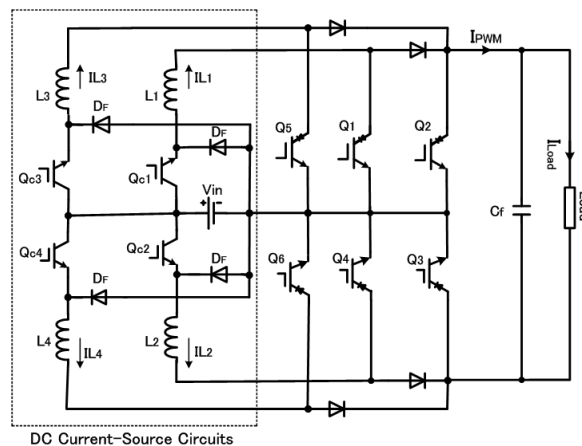 IPWM
IL3
IL1
L3
L1
DF
DF
Q5
Q1
Q2
ILoad
Qc3
Qc1
Vin
+
-
Cf
Qc4
Qc2
Q6
Q4
Q3
DF
DF
L4
L2
IL4
IL2
DC Current-Source Circuits